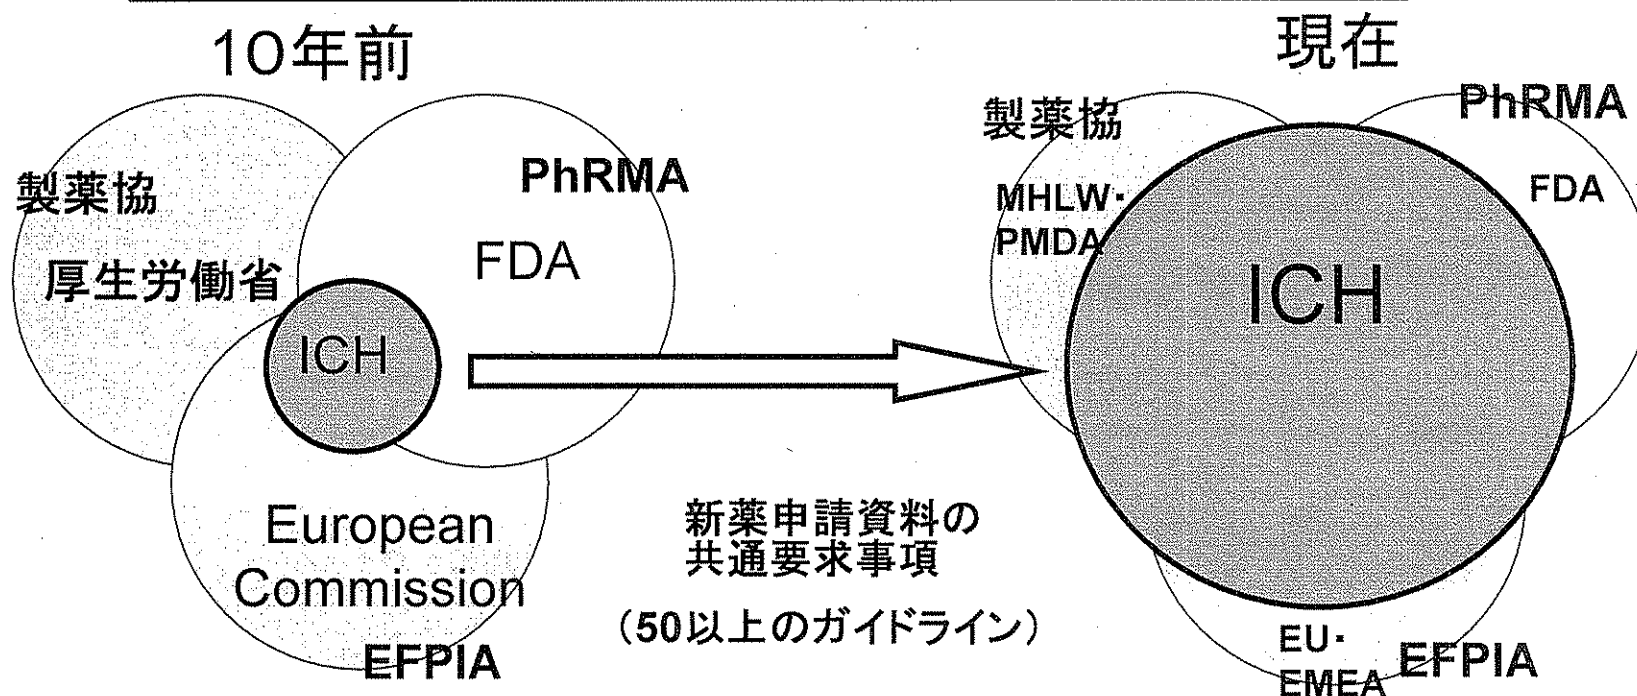 10年前
製薬協
厚生労働省
PhRMA
FDA
ICH
European
Commission
EFPIA
新薬申請資料の
共通要求事項
（50以上のガイドライン）
現在
製薬協
MHLW・
PMDA
PhRMA
FDA
ICH
EU・
EMEA
EFPIA